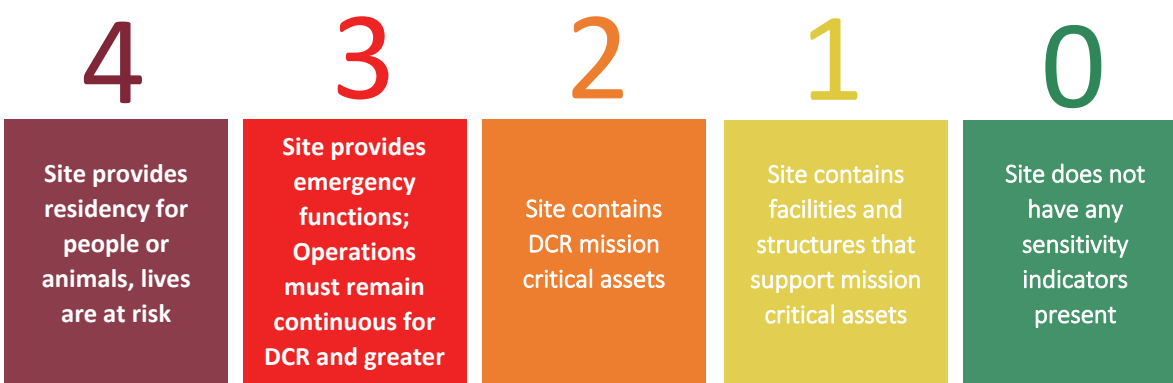 4
Site provides
residency for
people or
animals, lives
are at risk
3
Site provides
emergency
functions;
Operations
must remain
continuous for
DCR and greater
2
Site contains
DCR mission
critical assets
1
Site contains
facilities and
structures that
support mission
critical assets
0
Site does not
have any
sensitivity
indicators
present